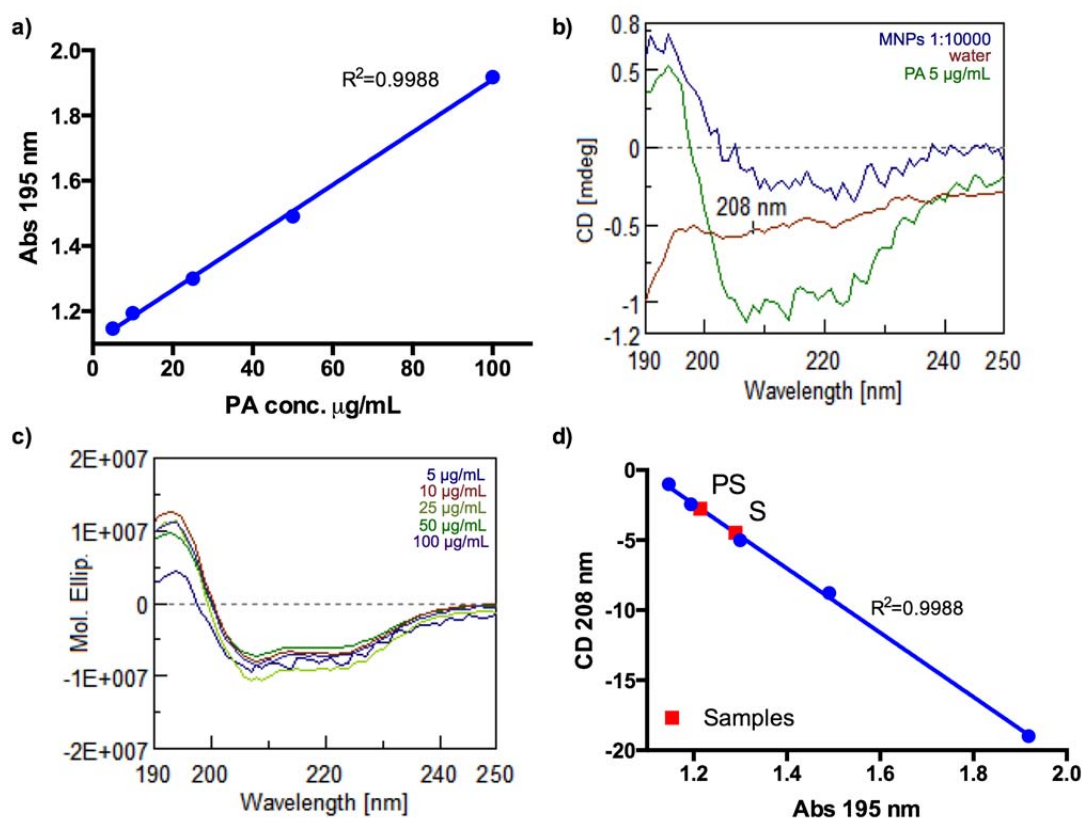 a)
2.0
1.8
1.6
1.4
1.2
Abs 195 nm
R²=0.9988
0 20 40 60 80 100
PA conc. µg/mL
b)
0.8
0.5
0
-0.5
-1
-1.2
CD [mdeg]
MNPs 1:10000
water
PA 5 µg/mL
208 nm
190 200 220 240 250
Wavelength [nm]
c)
2E+007
1E+007
0
-1E+007
-2E+007
Mol. Ellip.
5 µg/mL
10 µg/mL
25 µg/mL
50 µg/mL
100 µg/mL
190 200 220 240 250
Wavelength [nm]
d)
0
-5
-10
-15
-20
CD 208 nm
PS
S
R²=0.9988
Samples
1.2 1.4 1.6 1.8 2.0
Abs 195 nm